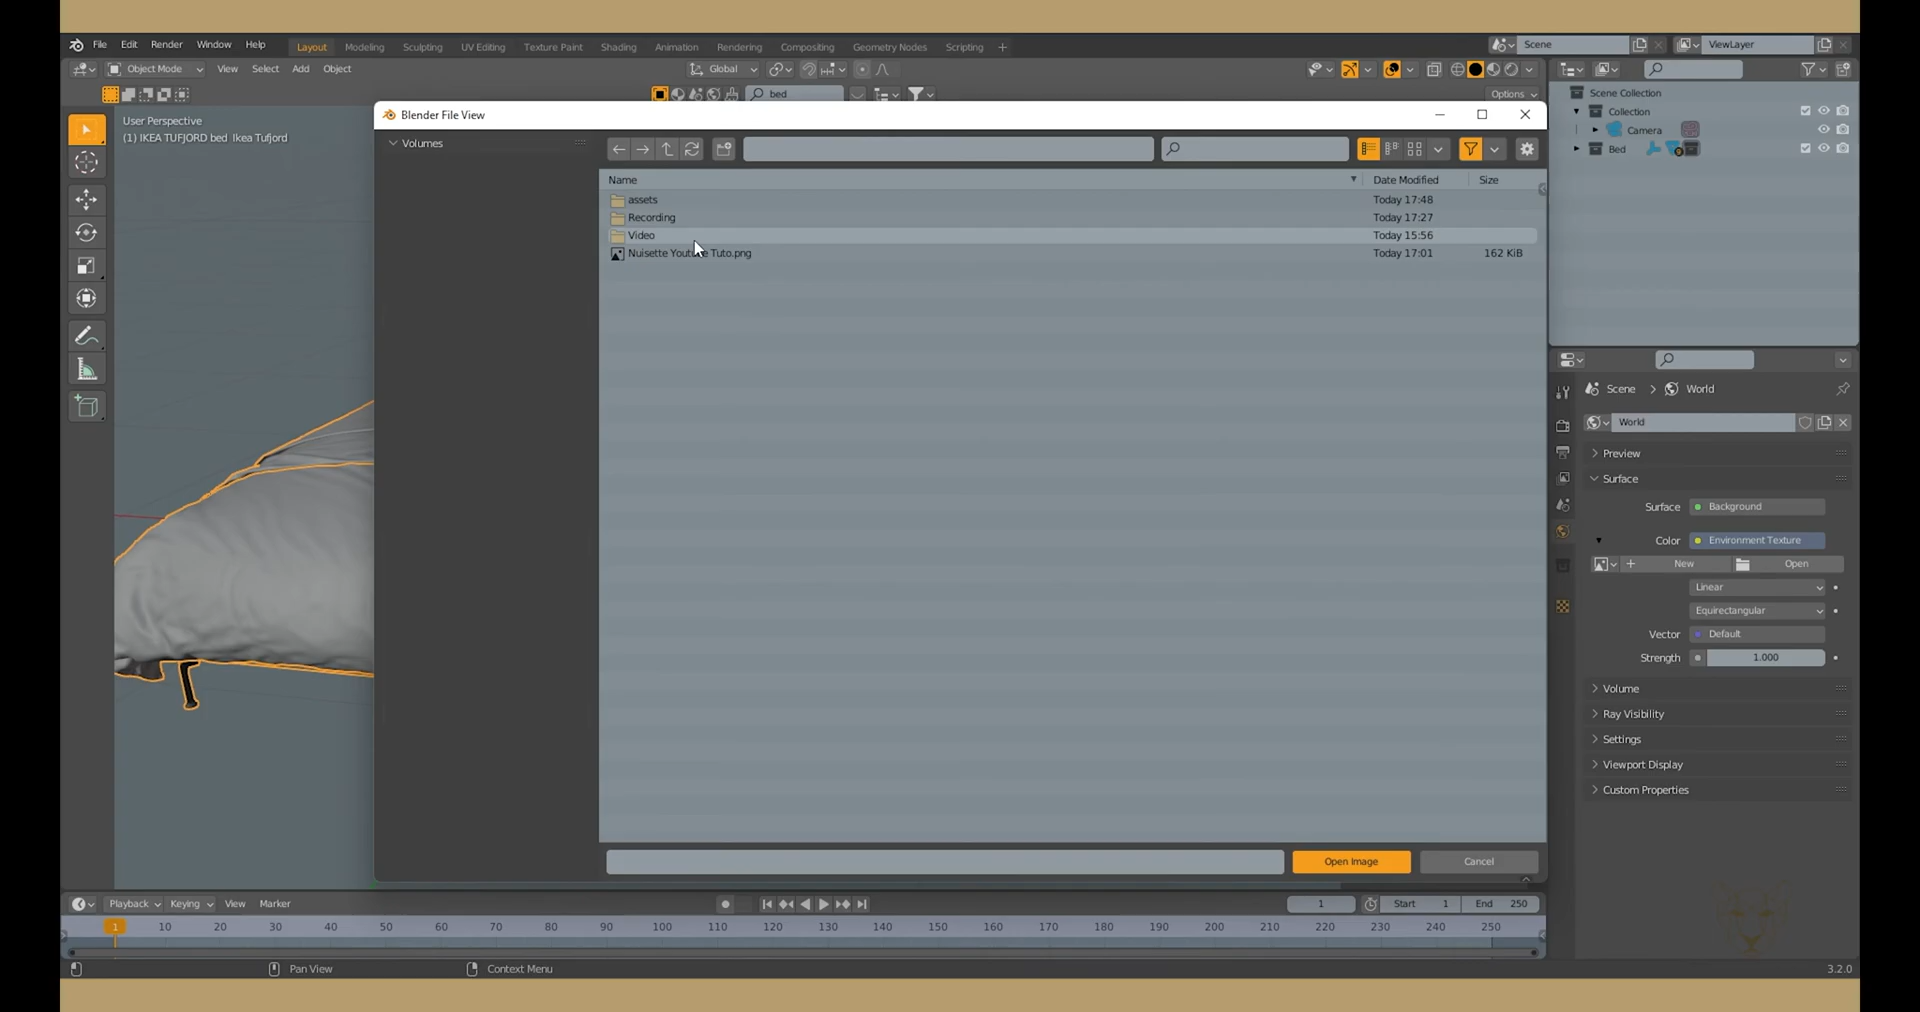 File Edit Render Window Help Layout Modeling Sculpting UV Editing Texture Paint Shading Animation Rendering Compositing Geometry Nodes Scripting + Scene ViewLayer
Object Mode View Select Add Object Global
bed Options
User Perspective
(1) IKEA TUFJORD bed Ikea Tufjord
Blender File View
Volumes
Name Date Modified Size
assets Today 17:48
Recording Today 17:27
Video Today 15:56
Nuisette Youtube Tuto.png Today 17:01 162 KiB
Open Image Cancel
Scene Collection
Collection
Camera
Bed
Scene > World
World
Preview
Surface
Surface Background
Color Environment Texture
New Open
Linear
Equirectangular
Vector Default
Strength 1.000
Volume
Ray Visibility
Settings
Viewport Display
Custom Properties
Playback Keying View Marker 1 Start 1 End 250
1 10 20 30 40 50 60 70 80 90 100 110 120 130 140 150 160 170 180 190 200 210 220 230 240 250
Pan View Context Menu 3.2.0